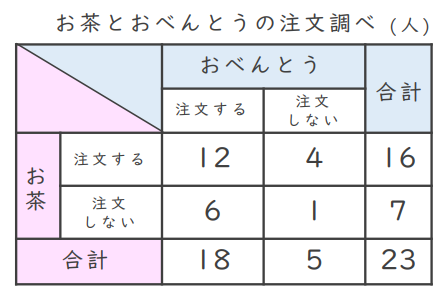 お茶とおべんとうの注文調べ (人)
おべんとう
合計
注文する
注文
しない
お茶
注文する
12 4 16
注文
しない
6 1 7
合計 18 5 23